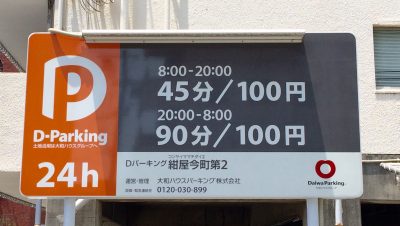 D-Parking
土地活用は大和ハウスグループへ
24h
8:00-20:00
45分/100円
20:00-8:00
90分/100円
コンヤイママチダイ2
Dパーキング 紺屋今町第2
運営・管理 大和ハウスパーキング株式会社
0120-030-899
DaiwaParking